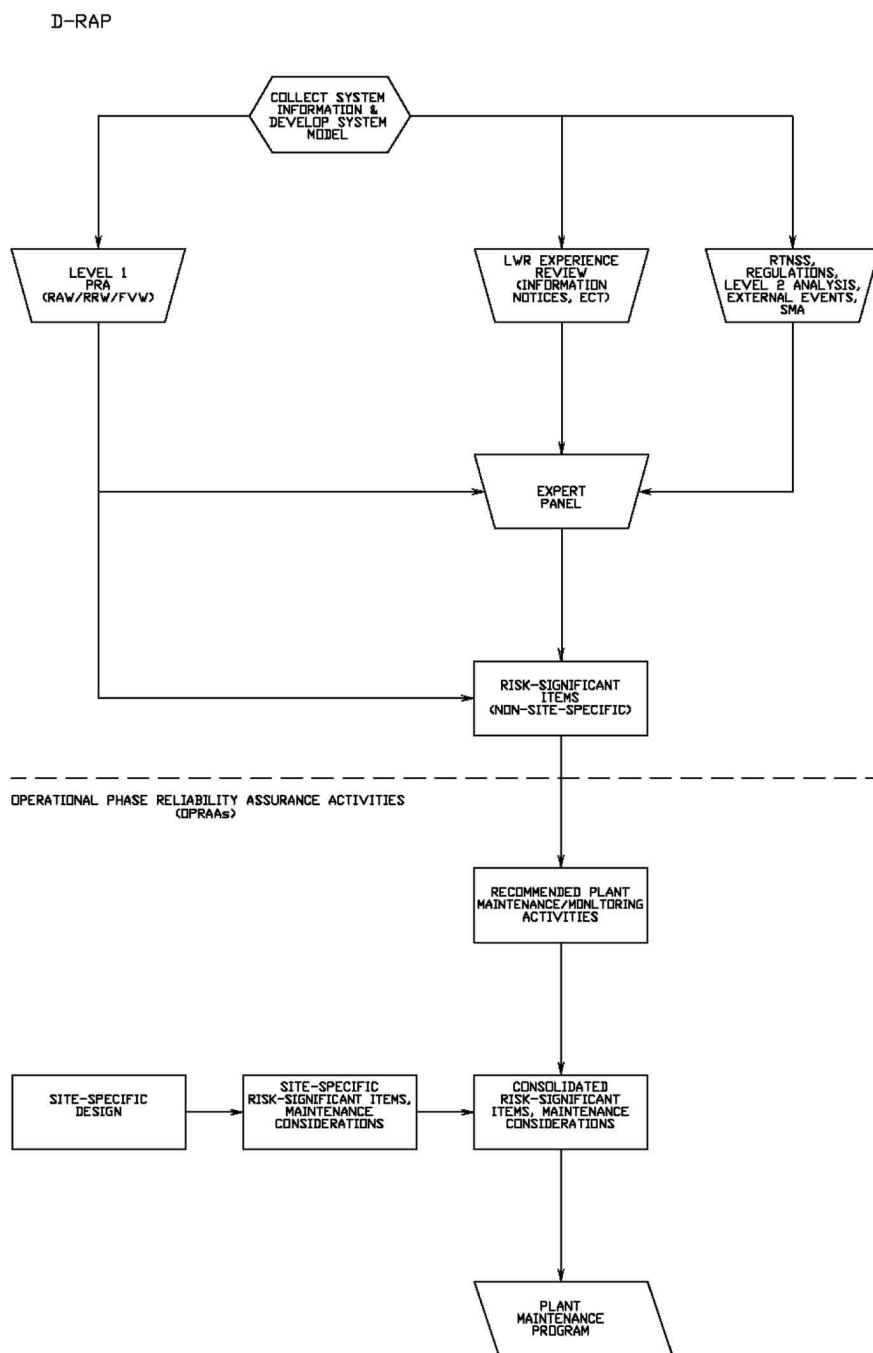 D-RAP
COLLECT SYSTEM
INFORMATION &
DEVELOP SYSTEM
MODEL
LEVEL 1
PRA
(RAW/RRW/FVW)
LWR EXPERIENCE
REVIEW
(INFORMATION
NOTICES, ECT)
RTNSS,
REGULATIONS,
LEVEL 2 ANALYSIS,
EXTERNAL EVENTS,
SMA
EXPERT
PANEL
RISK-SIGNIFICANT
ITEMS
(NON-SITE-SPECIFIC)
OPERATIONAL PHASE RELIABILITY ASSURANCE ACTIVITIES
(OPRAAs)
RECOMMENDED PLANT
MAINTENANCE/MONLTORING
ACTIVITIES
SITE-SPECIFIC
DESIGN
SITE-SPECIFIC
RISK-SIGNIFICANT ITEMS,
MAINTENANCE
CONSIDERATIONS
CONSOLIDATED
RISK-SIGNIFICANT
ITEMS, MAINTENANCE
CONSIDERATIONS
PLANT
MAINTENANCE
PROGRAM